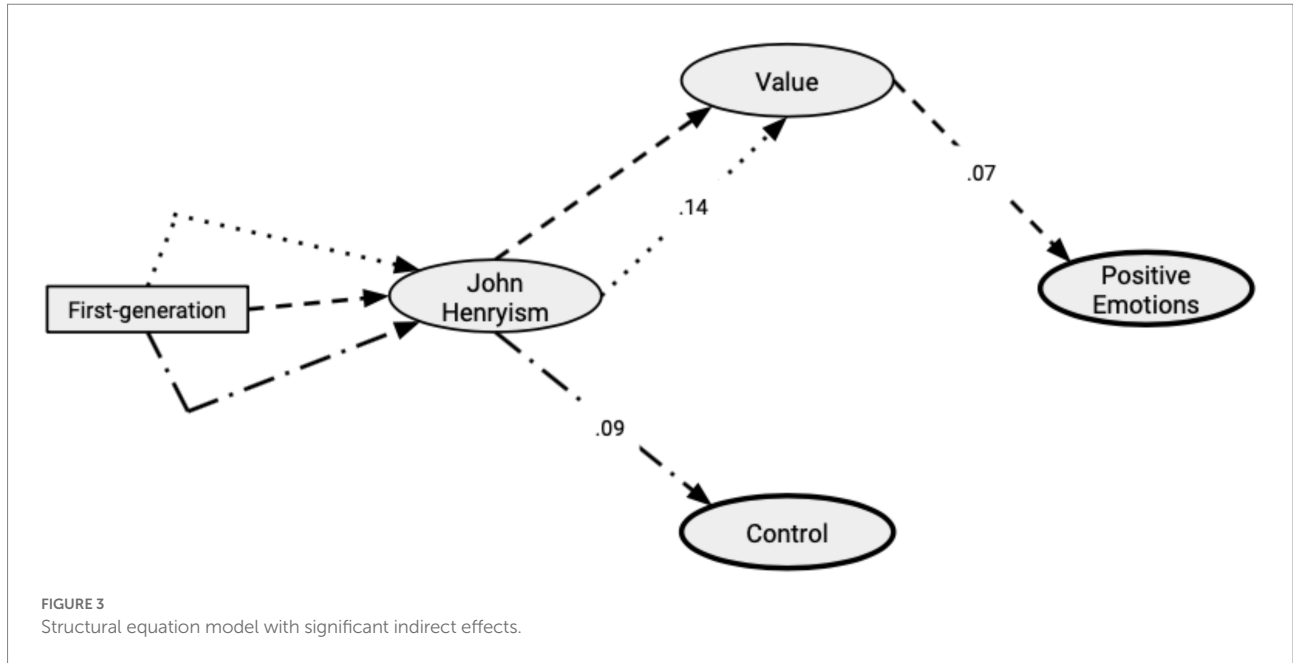 Value
.07
.14
Positive
Emotions
John
Henryism
First-generation
.09
Control
FIGURE 3
Structural equation model with significant indirect effects.